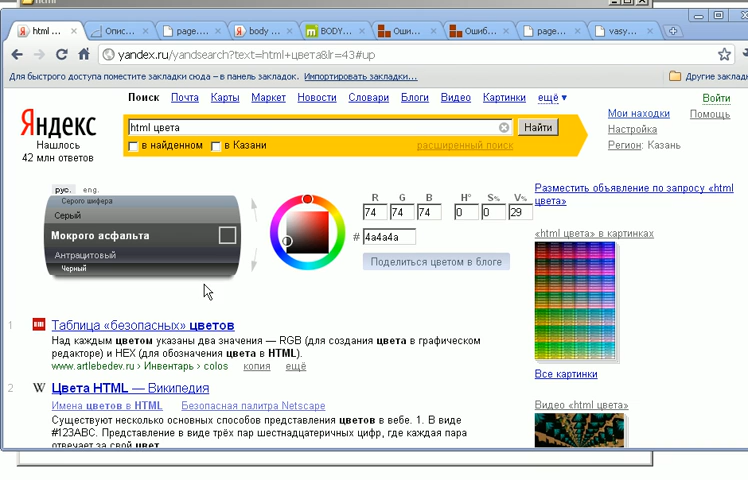 html
html ...
Опис...
page....
body ...
BODY...
Оши...
Ошиб...
page...
vasy...
yandex.ru/yandsearch?text=html+цвета&lr=43#up
Для быстрого доступа поместите закладки сюда – в панель закладок. Импортировать закладки...
Другие закладк
Поиск Почта Карты Маркет Новости Словари Блоги Видео Картинки ещё ▼
Войти
Мои находки Помощь
Настройка
Регион: Казань
Яндекс
Нашлось
42 млн ответов
html цвета
Найти
в найденном в Казани расширенный поиск
рус. eng.
Серого шифера
Серый
Мокрого асфальта
Антрацитовый
Черный
R G B H° S% V%
74 74 74 0 0 29
# 4a4a4a
Поделиться цветом в блоге
Разместить объявление по запросу «html
цвета»
«html цвета» в картинках
Все картинки
Видео «html цвета»
1 Таблица «безопасных» цветов
Над каждым цветом указаны два значения — RGB (для создания цвета в графическом
редакторе) и HEX (для обозначения цвета в HTML).
www.artlebedev.ru › Инвентарь › colos копия ещё
2 W Цвета HTML — Википедия
Имена цветов в HTML Безопасная палитра Netscape
Существуют несколько основных способов представления цветов в вебе. 1. В виде
#123ABC. Представление в виде трёх пар шестнадцатеричных цифр, где каждая пара
отвечает за свой цвет